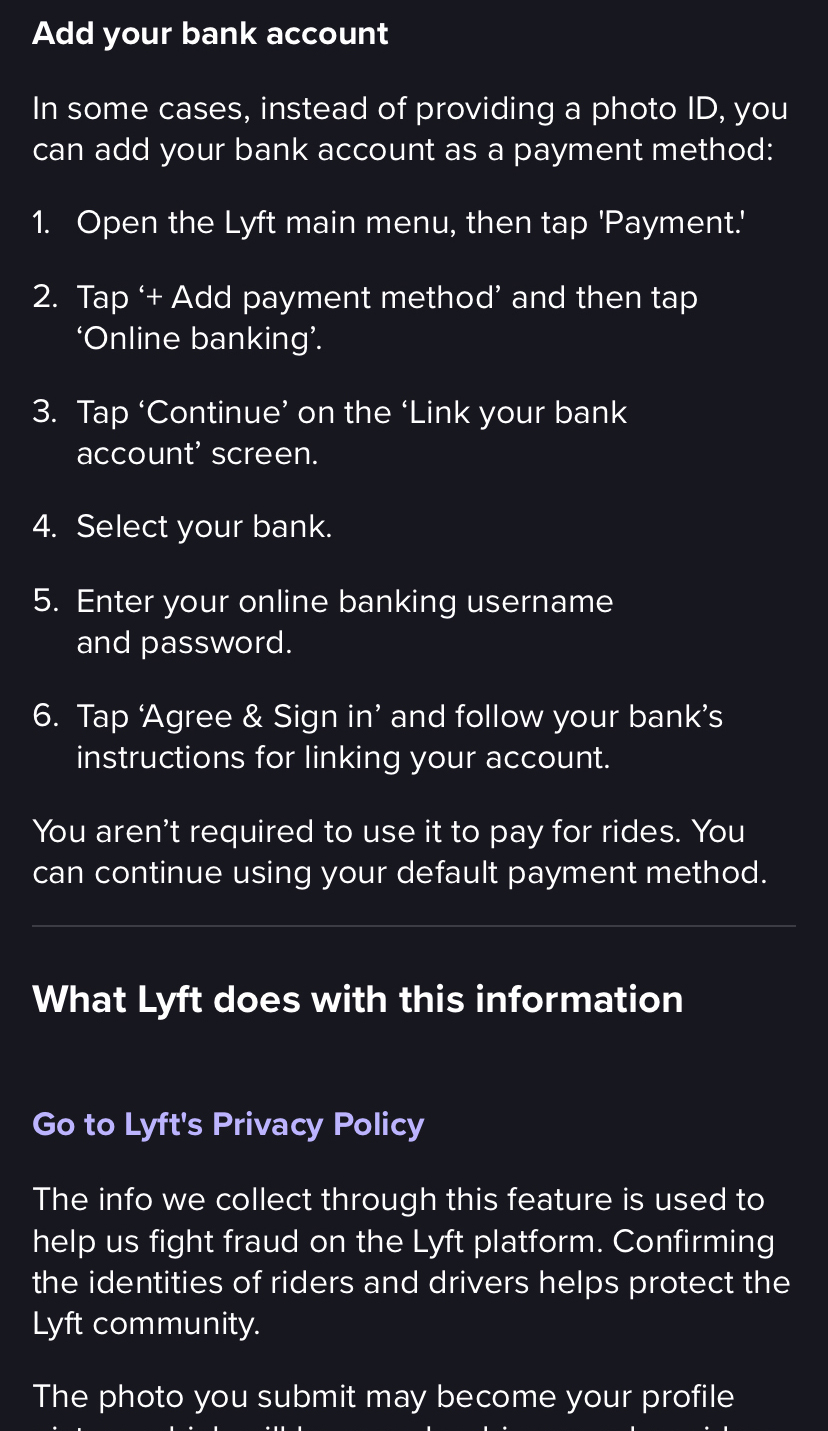 Add your bank account
In some cases, instead of providing a photo ID, you
can add your bank account as a payment method:
1. Open the Lyft main menu, then tap 'Payment.'
2. Tap ‘+ Add payment method’ and then tap
‘Online banking’.
3. Tap ‘Continue’ on the ‘Link your bank
account’ screen.
4. Select your bank.
5. Enter your online banking username
and password.
6. Tap ‘Agree & Sign in’ and follow your bank’s
instructions for linking your account.
You aren’t required to use it to pay for rides. You
can continue using your default payment method.
What Lyft does with this information
Go to Lyft's Privacy Policy
The info we collect through this feature is used to
help us fight fraud on the Lyft platform. Confirming
the identities of riders and drivers helps protect the
Lyft community.
The photo you submit may become your profile